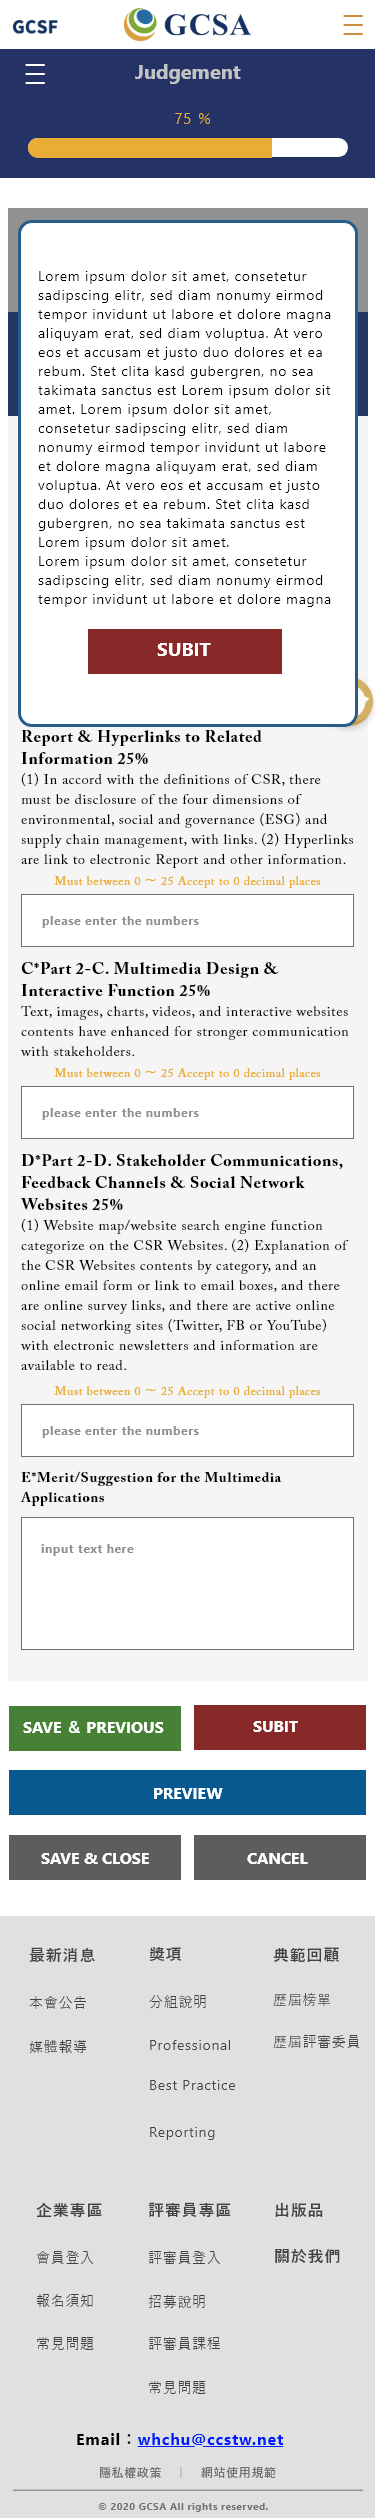 GCSF
GCSA
Judgement
75 %
Lorem ipsum dolor sit amet, consetetur
sadipscing elitr, sed diam nonumy eirmod
tempor invidunt ut labore et dolore magna
aliquyam erat, sed diam voluptua. At vero
eos et accusam et justo duo dolores et ea
rebum. Stet clita kasd gubergren, no sea
takimata sanctus est Lorem ipsum dolor sit
amet. Lorem ipsum dolor sit amet,
consetetur sadipscing elitr, sed diam
nonumy eirmod tempor invidunt ut labore
et dolore magna aliquyam erat, sed diam
voluptua. At vero eos et accusam et justo
duo dolores et ea rebum. Stet clita kasd
gubergren, no sea takimata sanctus est
Lorem ipsum dolor sit amet.
Lorem ipsum dolor sit amet, consetetur
sadipscing elitr, sed diam nonumy eirmod
tempor invidunt ut labore et dolore magna
SUBIT
Report & Hyperlinks to Related
Information 25%
(1) In accord with the definitions of CSR, there
must be disclosure of the four dimensions of
environmental, social and governance (ESG) and
supply chain management, with links. (2) Hyperlinks
are link to electronic Report and other information.
Must between 0 ～ 25 Accept to 0 decimal places
please enter the numbers
C*Part 2-C. Multimedia Design &
Interactive Function 25%
Text, images, charts, videos, and interactive websites
contents have enhanced for stronger communication
with stakeholders.
Must between 0 ～ 25 Accept to 0 decimal places
please enter the numbers
D*Part 2-D. Stakeholder Communications,
Feedback Channels & Social Network
Websites 25%
(1) Website map/website search engine function
categorize on the CSR Websites. (2) Explanation of
the CSR Websites contents by category, and an
online email form or link to email boxes, and there
are online survey links, and there are active online
social networking sites (Twitter, FB or YouTube)
with electronic newsletters and information are
available to read.
Must between 0 ～ 25 Accept to 0 decimal places
please enter the numbers
E*Merit/Suggestion for the Multimedia
Applications
input text here
SAVE & PREVIOUS
SUBIT
PREVIEW
SAVE & CLOSE
CANCEL
最新消息
本會公告
媒體報導
獎項
分組說明
Professional
Best Practice
Reporting
典範回顧
歷屆榜單
歷屆評審委員
企業專區
會員登入
報名須知
常見問題
評審員專區
評審員登入
招募說明
評審員課程
常見問題
出版品
關於我們
Email：whchu@ccstw.net
隱私權政策 | 網站使用規範
© 2020 GCSA All rights reserved.